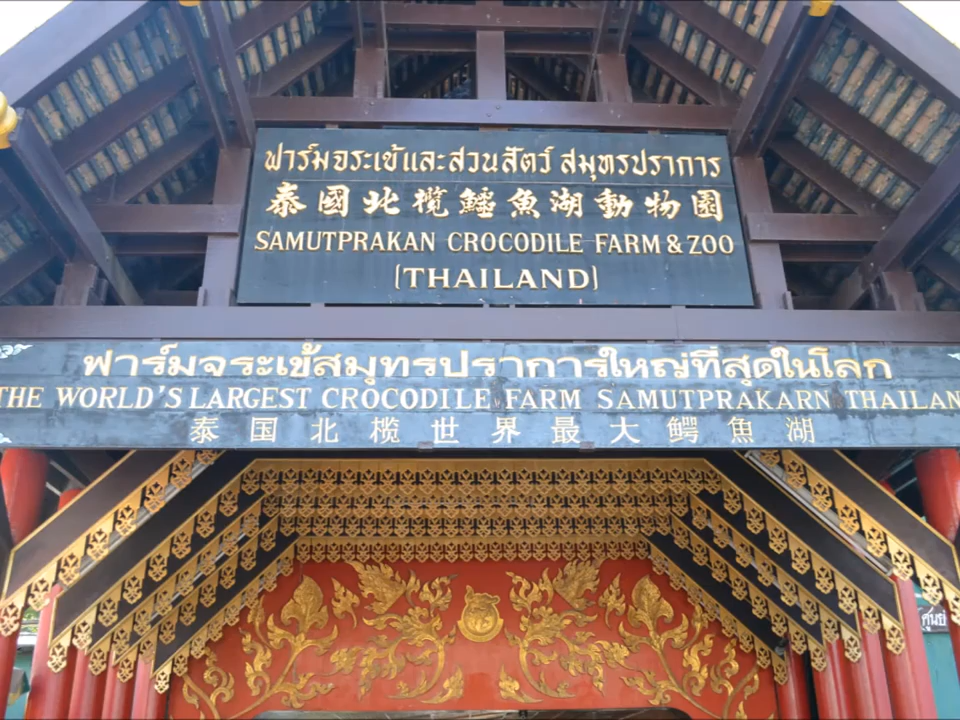 ฟาร์มจระเข้และสวนสัตว์ สมุทรปราการ
泰國北欖鱷魚湖動物園
SAMUTPRAKAN CROCODILE FARM & ZOO
(THAILAND)
ฟาร์มจระเข้สมุทรปราการใหญ่ที่สุดในโลก
THE WORLD'S LARGEST CROCODILE FARM SAMUTPRAKARN THAILAN
泰国北榄世界最大鳄魚湖
ศูนย์